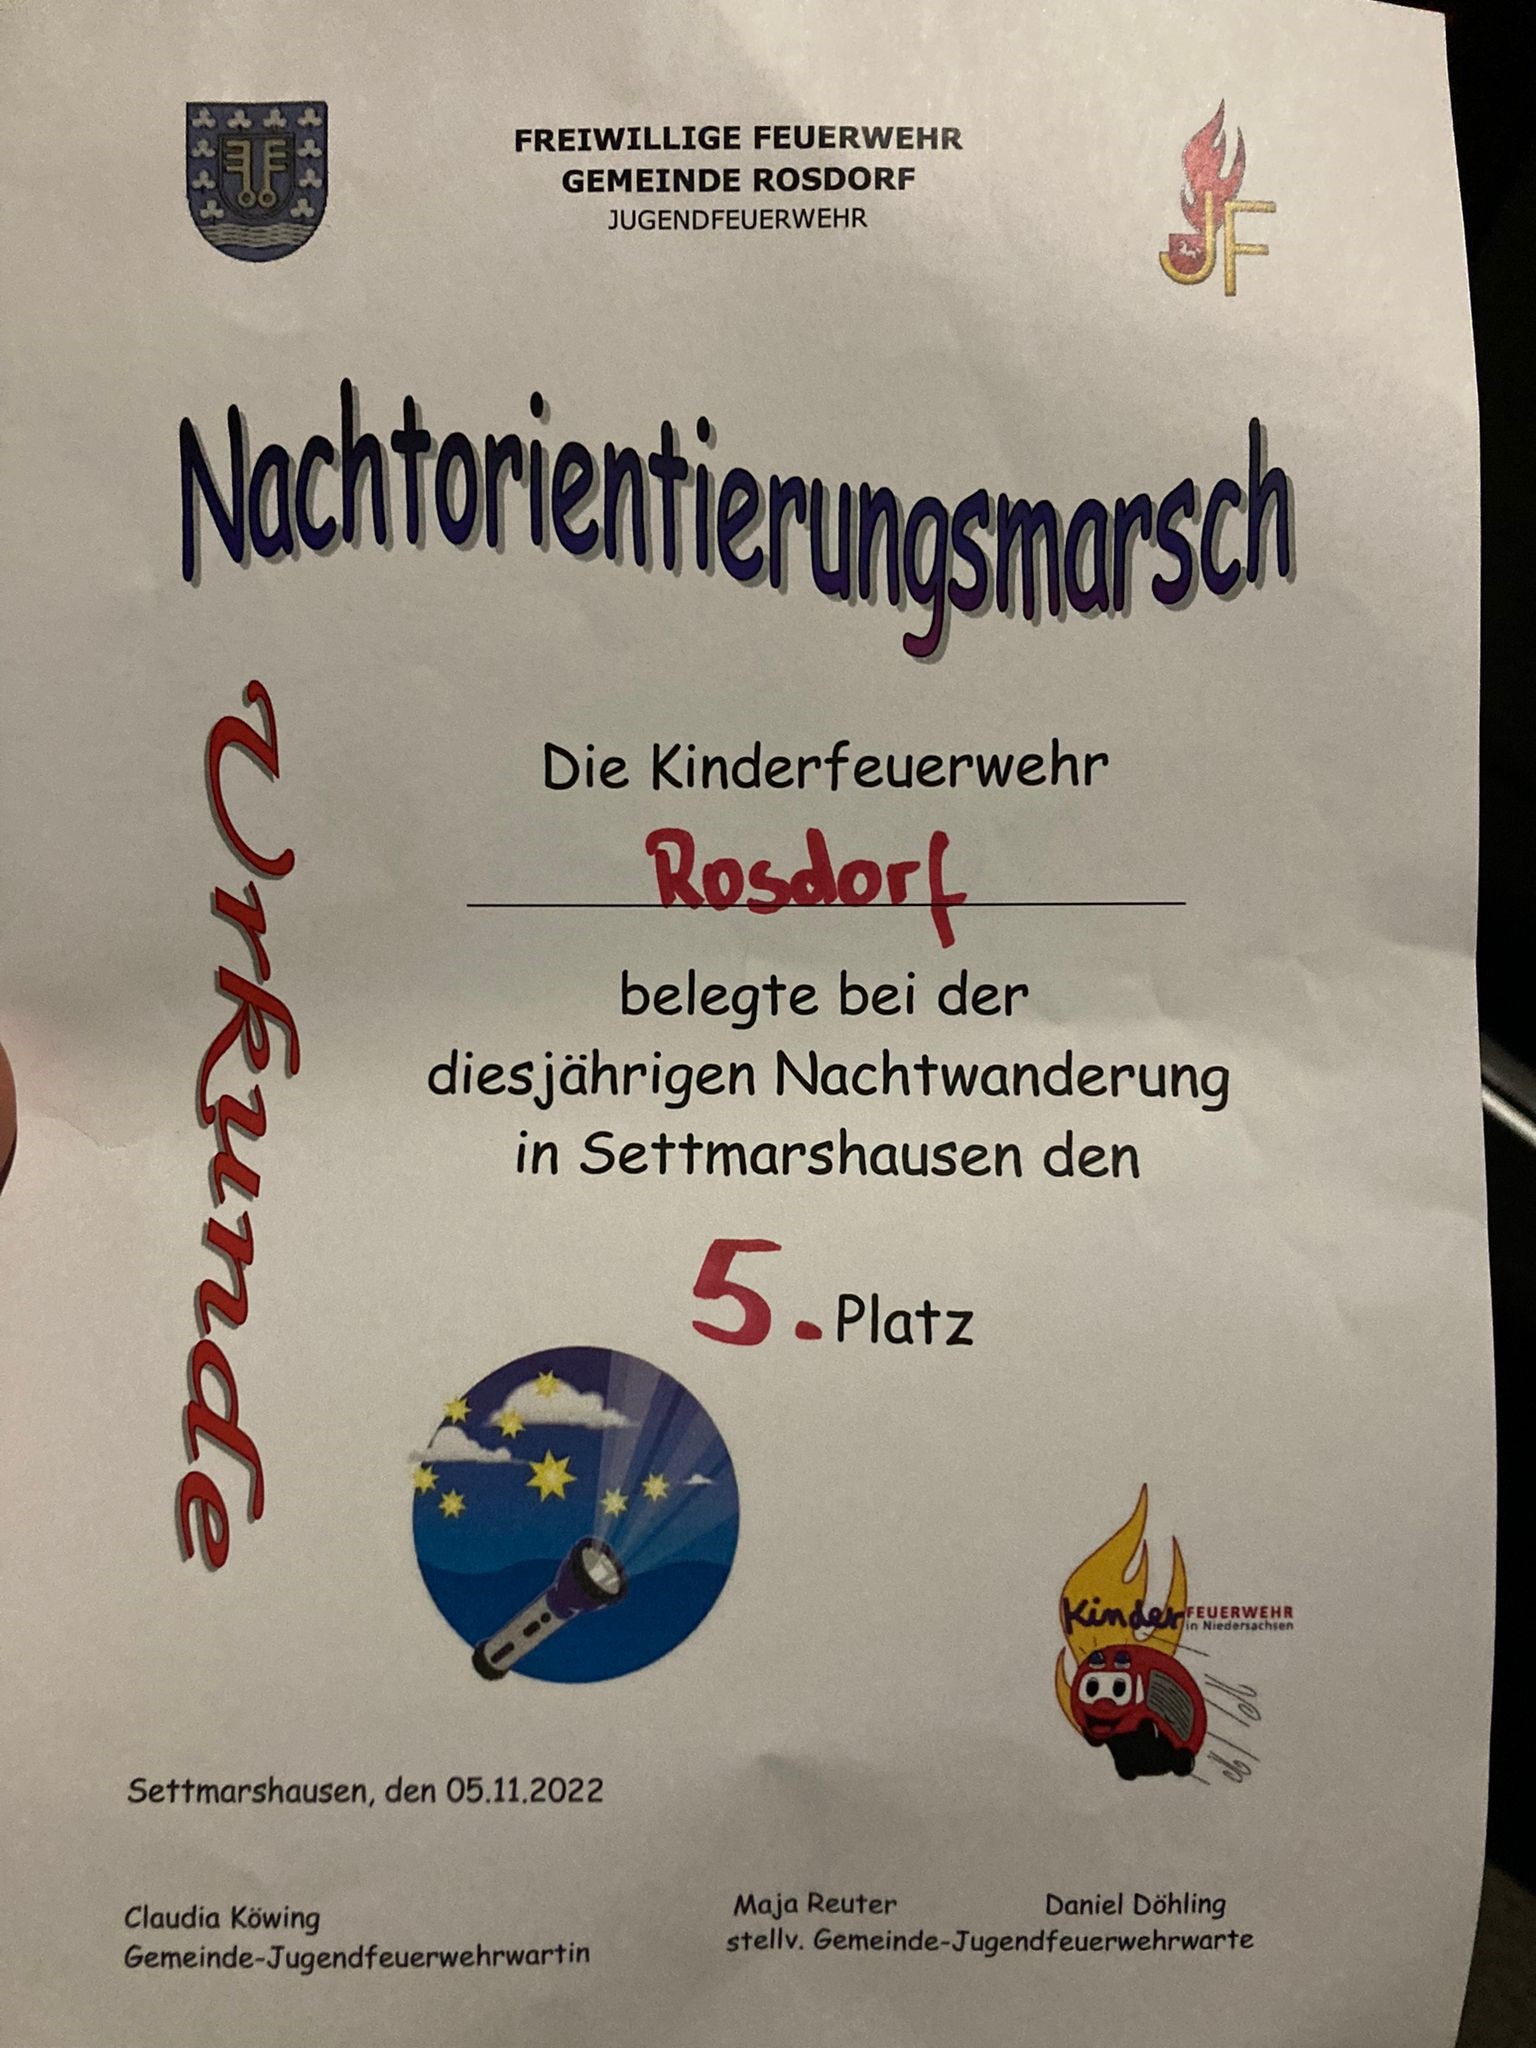 FREIWILLIGE FEUERWEHR
GEMEINDE ROSDORF
JUGENDFEUERWEHR
JF
Nachtorientierungsmarsch
Urkunde
Die Kinderfeuerwehr
Rosdorf
belegte bei der
diesjährigen Nachtwanderung
in Settmarshausen den
5. Platz
Kinder FEUERWEHR
in Niedersachsen
Settmarshausen, den 05.11.2022
Claudia Köwing
Gemeinde-Jugendfeuerwehrwartin
Maja Reuter Daniel Döhling
stellv. Gemeinde-Jugendfeuerwehrwarte